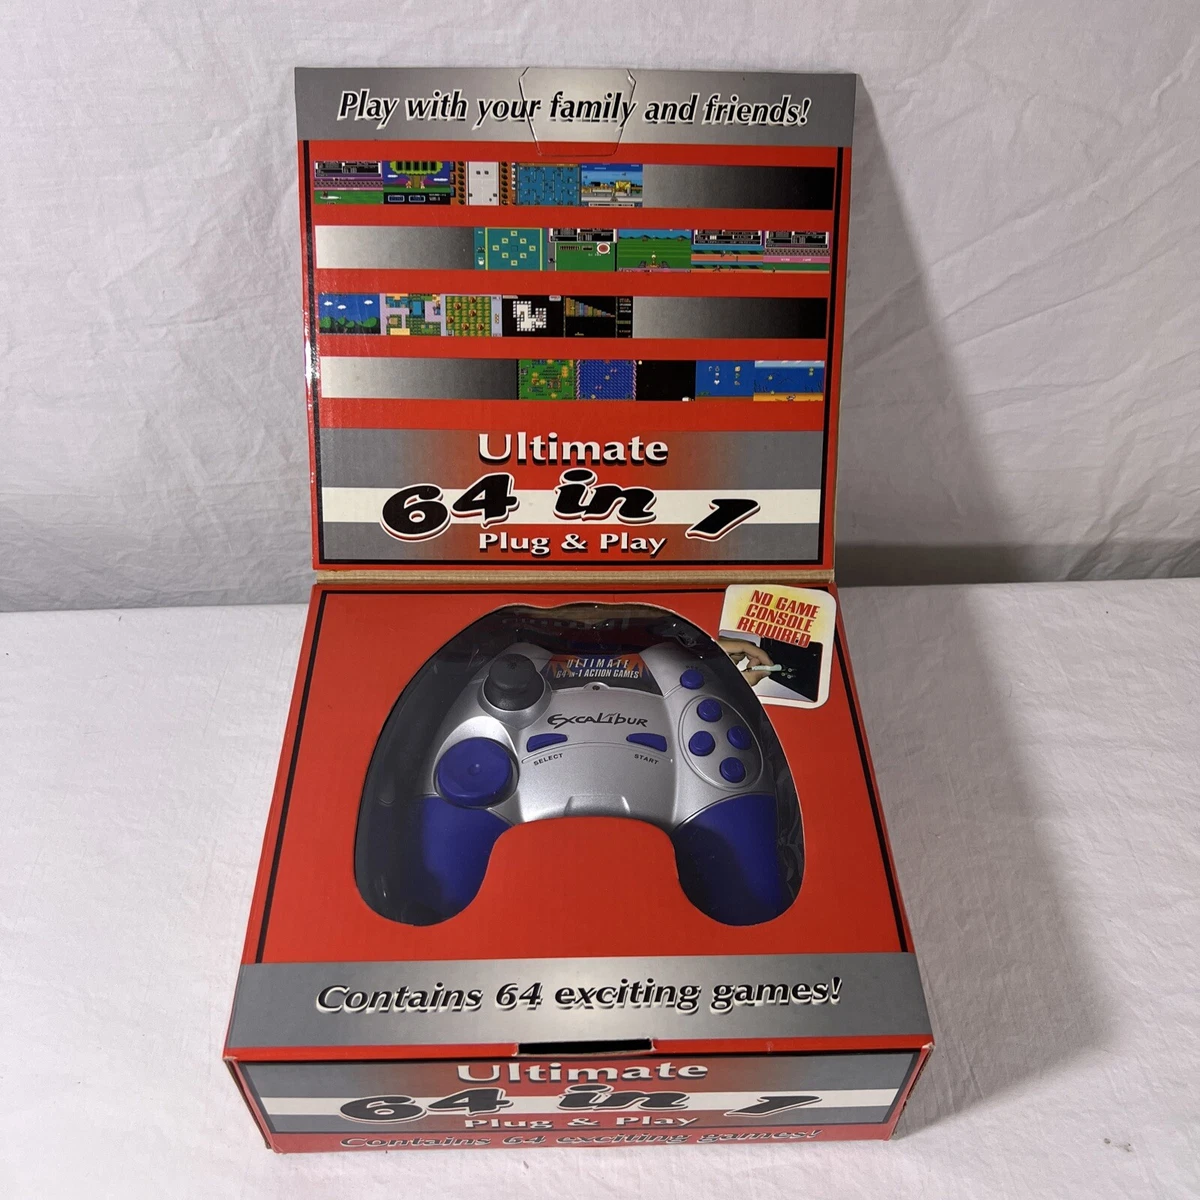 Play with your family and friends!
Ultimate
64 in 1
Plug & Play
NO GAME
CONSOLE
REQUIRED
ULTIMATE
64-IN-1 ACTION GAMES
EXCALIBUR
SELECT
START
Contains 64 exciting games!
Ultimate
64 in 1
Plug & Play
Contains 64 exciting games!